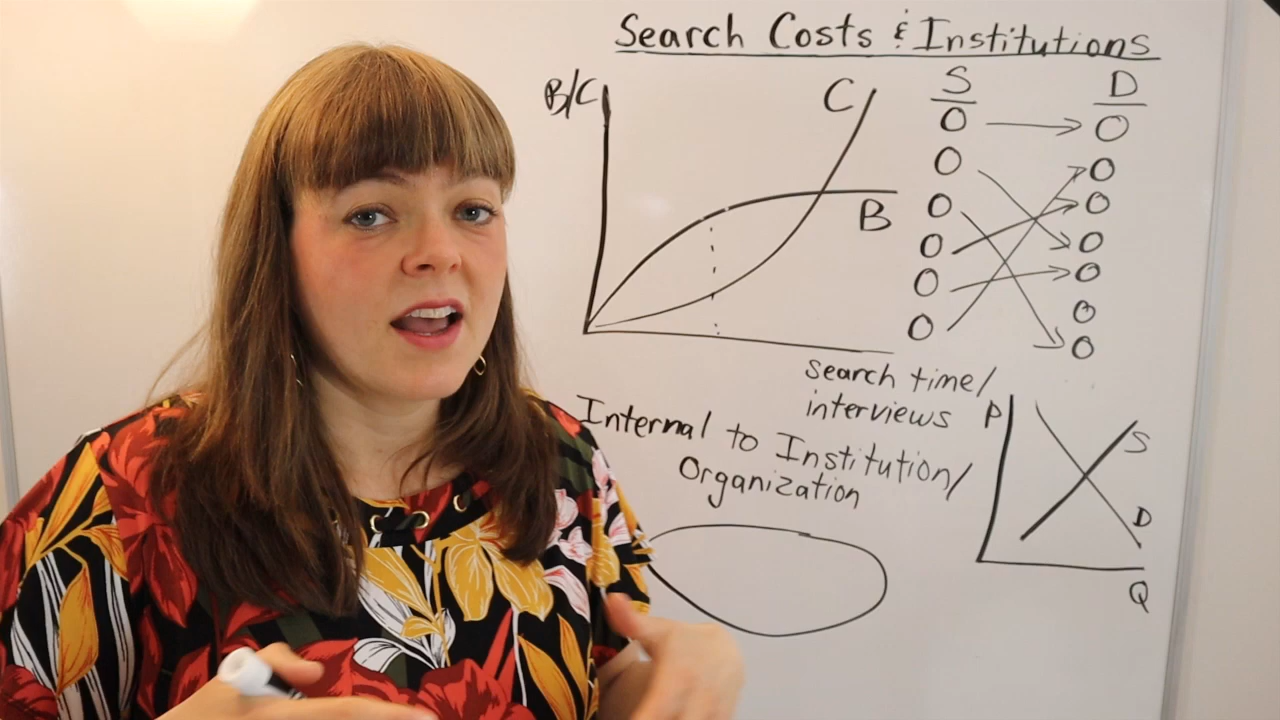 Search Costs & Institutions
B/C
C
B
S
D
search time/
interviews
Internal to Institution/
Organization
P
S
D
Q